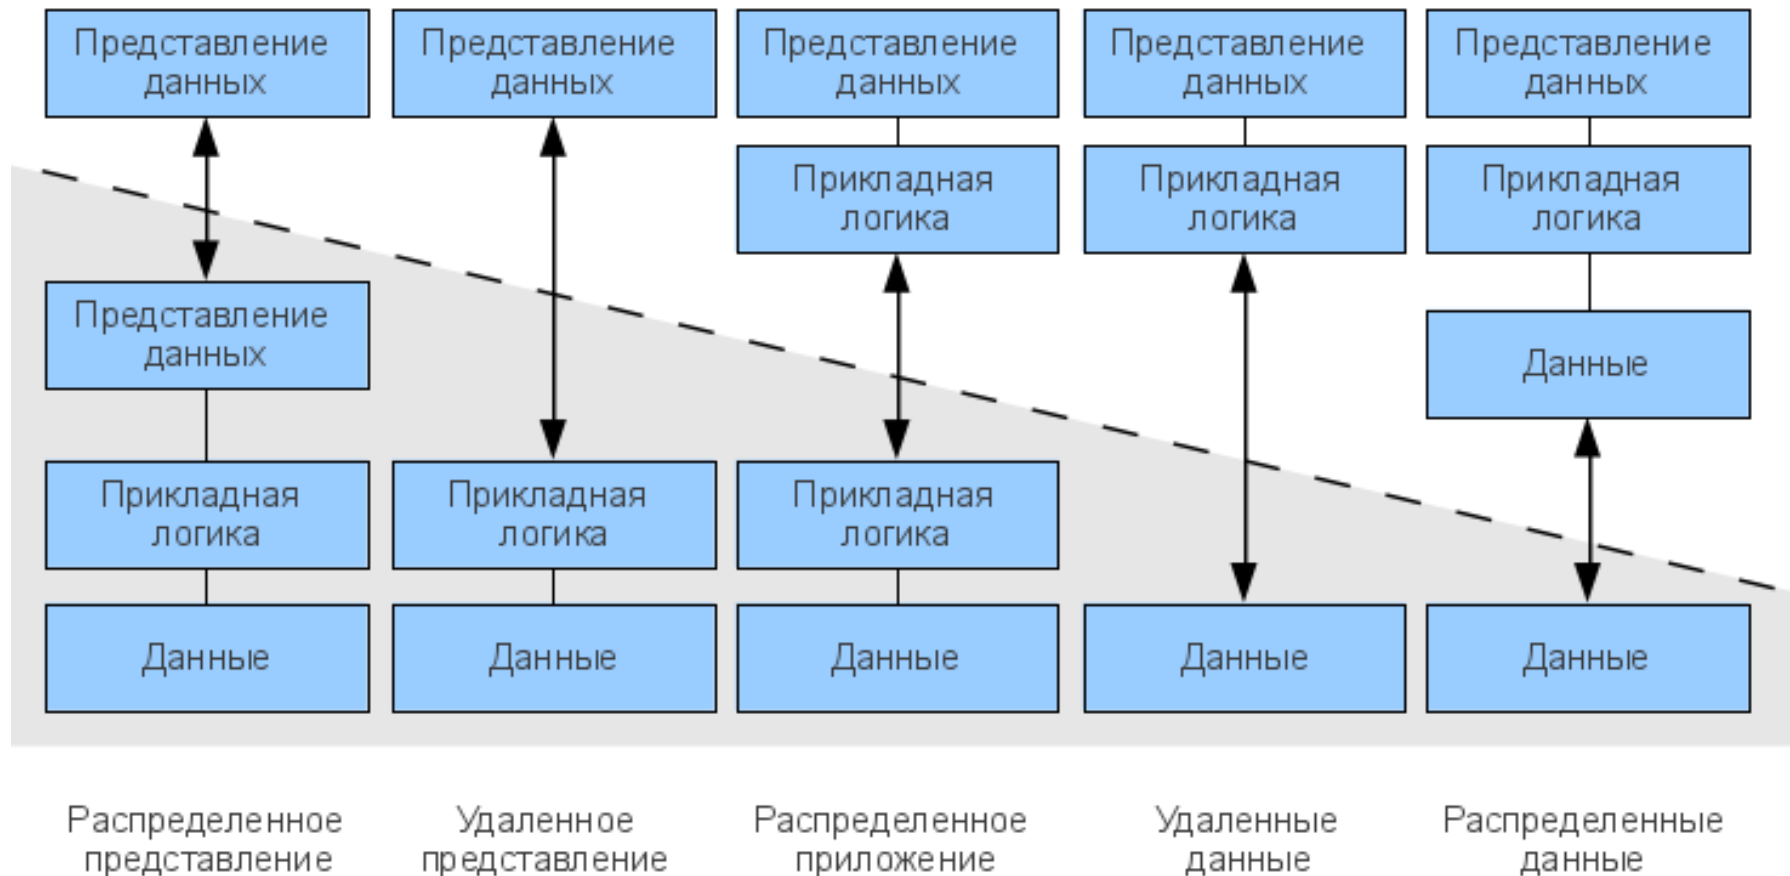 Представление
данных
Представление
данных
Представление
данных
Представление
данных
Представление
данных
Прикладная
логика
Прикладная
логика
Прикладная
логика
Представление
данных
Данные
Прикладная
логика
Прикладная
логика
Прикладная
логика
Данные
Данные
Данные
Данные
Данные
Распределенное
представление
Удаленное
представление
Распределенное
приложение
Удаленные
данные
Распределенные
данные